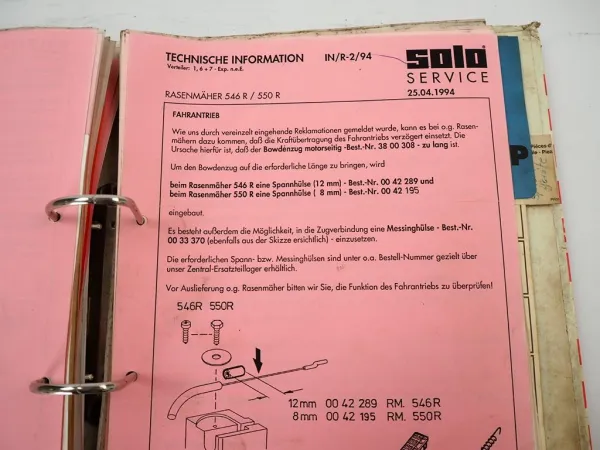 TECHNISCHE INFORMATION IN/R-2/94
Verteiler: 1, 6 + 7 - Exp. n.E.
solo
SERVICE
RASENMÄHER 546 R / 550 R
25.04.1994
FAHRANTRIEB
Wie uns durch vereinzelt eingehende Reklamationen gemeldet wurde, kann es bei o.g. Rasen-
mähern dazu kommen, daß die Kraftübertragung des Fahrantriebs verzögert einsetzt. Die
Ursache hierfür ist, daß der Bowdenzug motorseitig -Best.-Nr. 38 00 308 - zu lang ist.
Um den Bowdenzug auf die erforderliche Länge zu bringen, wird
beim Rasenmäher 546 R eine Spannhülse (12 mm) - Best.-Nr. 00 42 289 und
beim Rasenmäher 550 R eine Spannhülse ( 8 mm) - Best.-Nr. 00 42 195
eingebaut.
Es besteht außerdem die Möglichkeit, in die Zugverbindung eine Messinghülse - Best.-Nr.
00 33 370 (ebenfalls aus der Skizze ersichtlich) - einzusetzen.
Die erforderlichen Spann- bzw. Messinghülsen sind unter o.a. Bestell-Nummer gezielt über
unser Zentral-Ersatzteillager erhältlich.
Vor Auslieferung o.g. Rasenmäher bitten wir Sie, die Funktion des Fahrantriebs zu überprüfen!
546R 550R
12mm 00 42 289 RM. 546R
8mm 00 42 195 RM. 550R
P